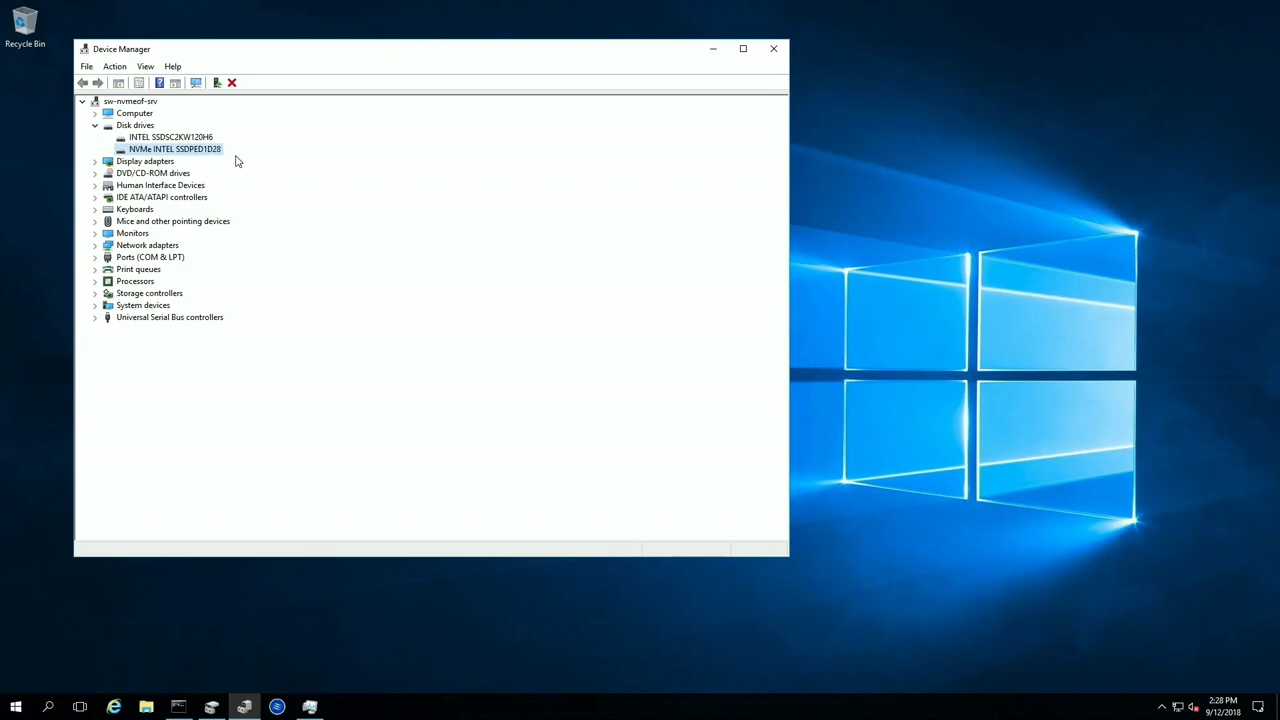 Recycle Bin
Device Manager
File Action View Help
sw-nvmeof-srv
Computer
Disk drives
INTEL SSDSC2KW120H6
NVMe INTEL SSDPED1D28
Display adapters
DVD/CD-ROM drives
Human Interface Devices
IDE ATA/ATAPI controllers
Keyboards
Mice and other pointing devices
Monitors
Network adapters
Ports (COM & LPT)
Print queues
Processors
Storage controllers
System devices
Universal Serial Bus controllers
2:28 PM
9/12/2018